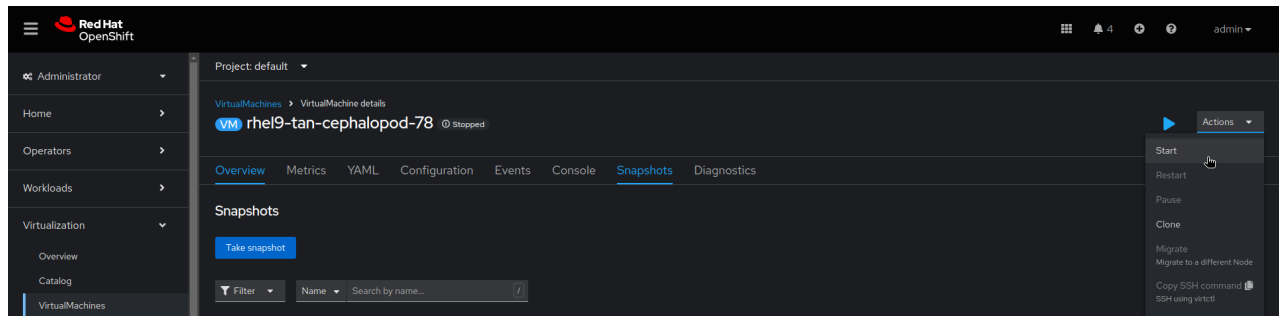 Red Hat
OpenShift
4
admin
Administrator
Project: default
Home
VirtualMachines > VirtualMachine details
VM rhel9-tan-cephalopod-78 Stopped
Actions
Operators
Start
Overview Metrics YAML Configuration Events Console Snapshots Diagnostics
Restart
Workloads
Pause
Snapshots
Virtualization
Clone
Take snapshot
Migrate
Migrate to a different Node
Overview
Catalog
Filter Name Search by name... /
Copy SSH command
SSH using virtctl
VirtualMachines